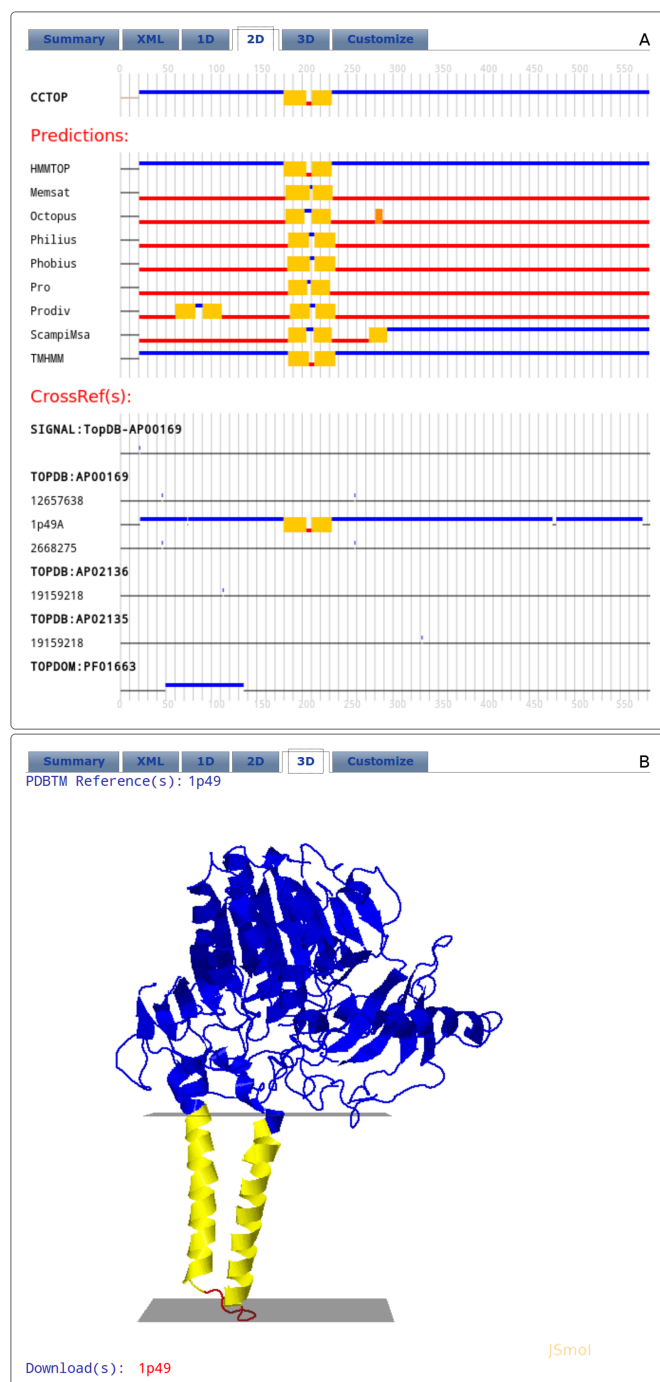 Summary XML 1D 2D 3D Customize A
0 50 100 150 200 250 300 350 400 450 500 550
CCTOP
Predictions:
HMMTOP
Memsat
Octopus
Philius
Phobius
Pro
Prodiv
ScampiMsa
TMHMM
CrossRef(s):
SIGNAL:TopDB-AP00169
TOPDB:AP00169
12657638
1p49A
2668275
TOPDB:AP02136
19159218
TOPDB:AP02135
19159218
TOPDOM:PF01663
0 50 100 150 200 250 300 350 400 450 500 550
Summary XML 1D 2D 3D Customize B
PDBTM Reference(s): 1p49
JSmol
Download(s): 1p49